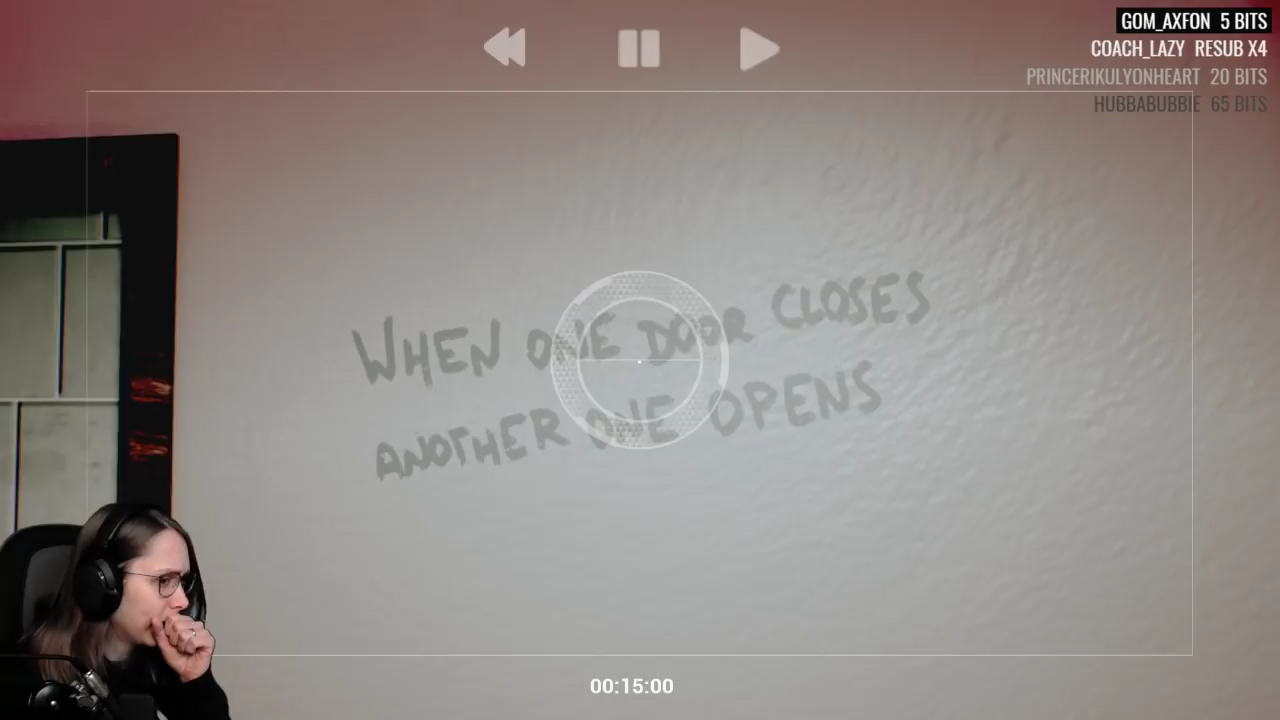 GOM_AXFON 5 BITS
COACH_LAZY RESUB X4
PRINCERIKULYONHEART 20 BITS
HUBBABUBBIE 65 BITS
WHEN ONE DOOR CLOSES
ANOTHER ONE OPENS
00:15:00